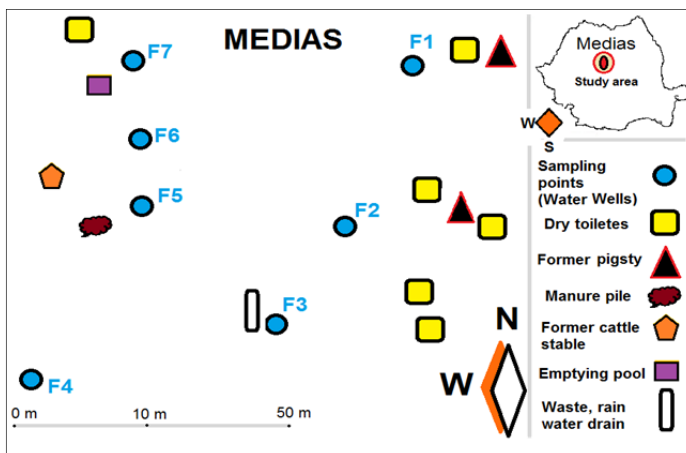 MEDIAS
F1
F7
F6
F5
F2
F3
F4
N
W
0 m
10 m
50 m
Medias
Study area
W
S
Sampling
points
(Water Wells)
Dry toiletes
Former pigsty
Manure pile
Former cattle
stable
Emptying pool
Waste, rain
water drain